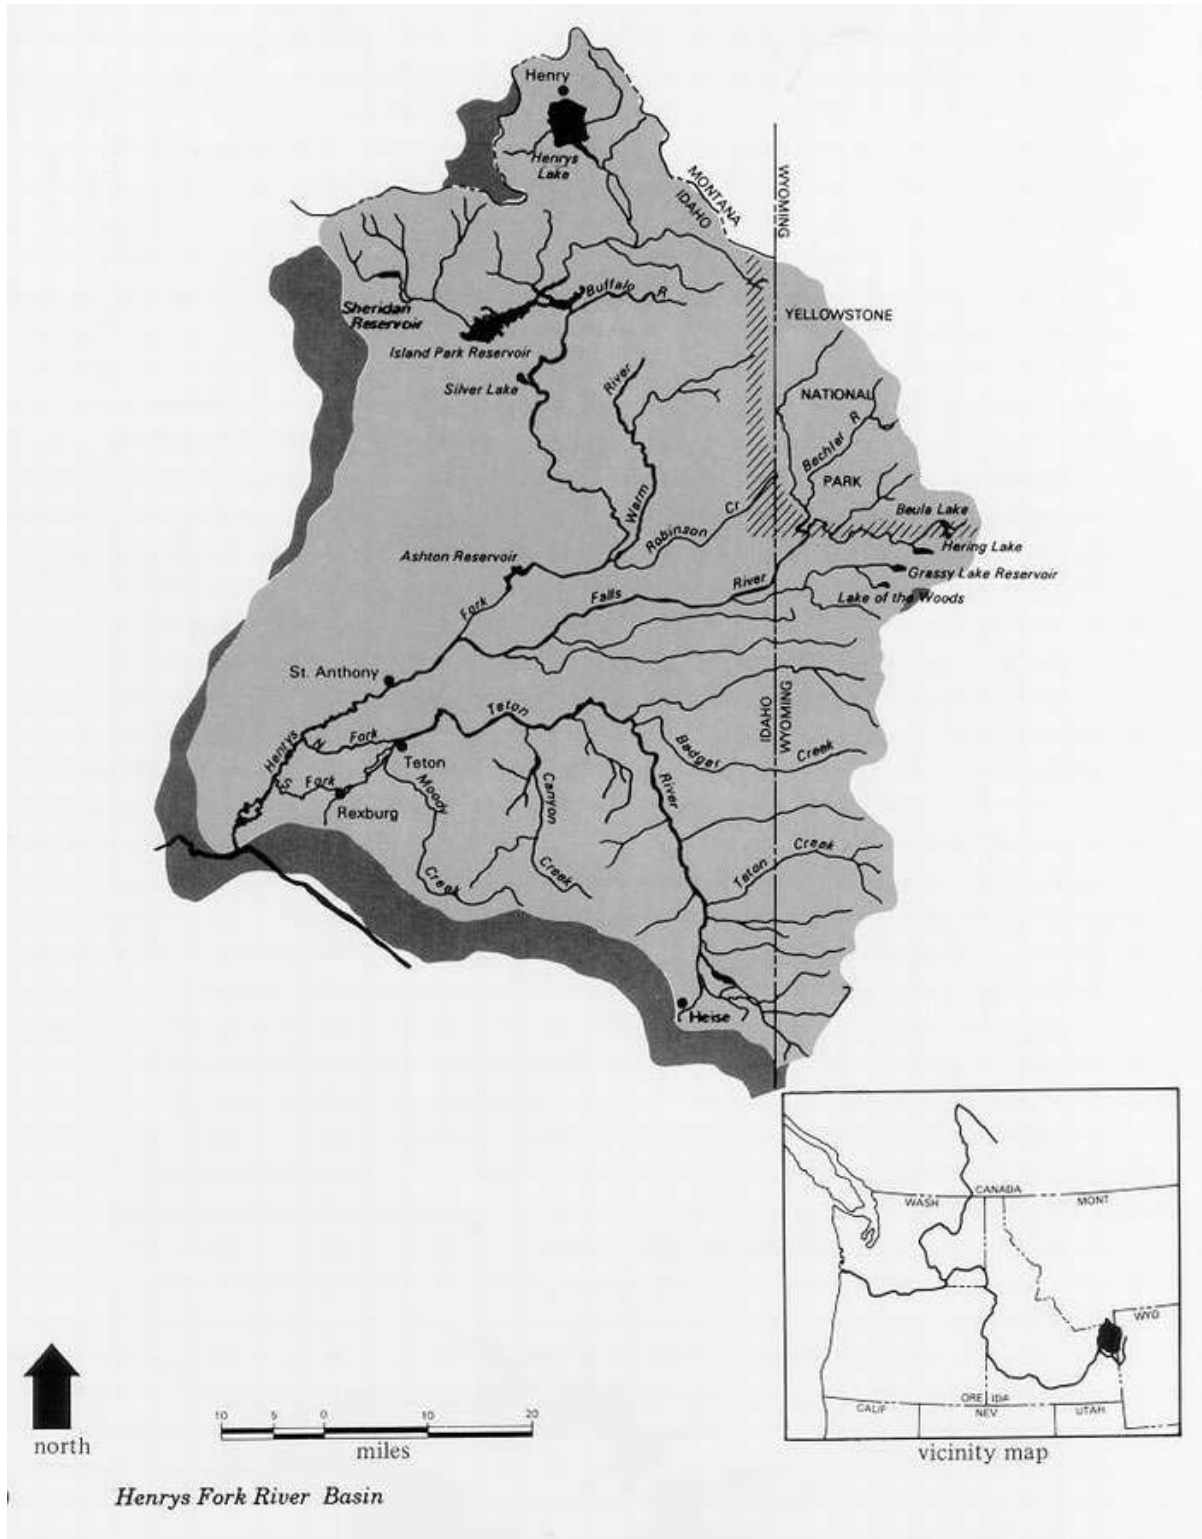 Henry
Henrys
Lake
MONTANA
IDAHO
WYOMING
Buffalo R
YELLOWSTONE
Sheridan
Reservoir
Island Park Reservoir
Silver Lake
River
NATIONAL
Bechler R
PARK
Warm
Robinson Cr
Beula Lake
Hering Lake
Ashton Reservoir
Grassy Lake Reservoir
Lake of the Woods
Falls River
Fork
St. Anthony
IDAHO
WYOMING
Teton
Henrys
N Fork
Teton
Badger Creek
S Fork
Rexburg
Moody
Creek
Canyon
Creek
River
Teton Creek
Heise
CANADA
WASH
MONT
WYO
ORE IDA
CALIF
NEV
UTAH
vicinity map
north
10 5 0 10 20
miles
Henrys Fork River Basin